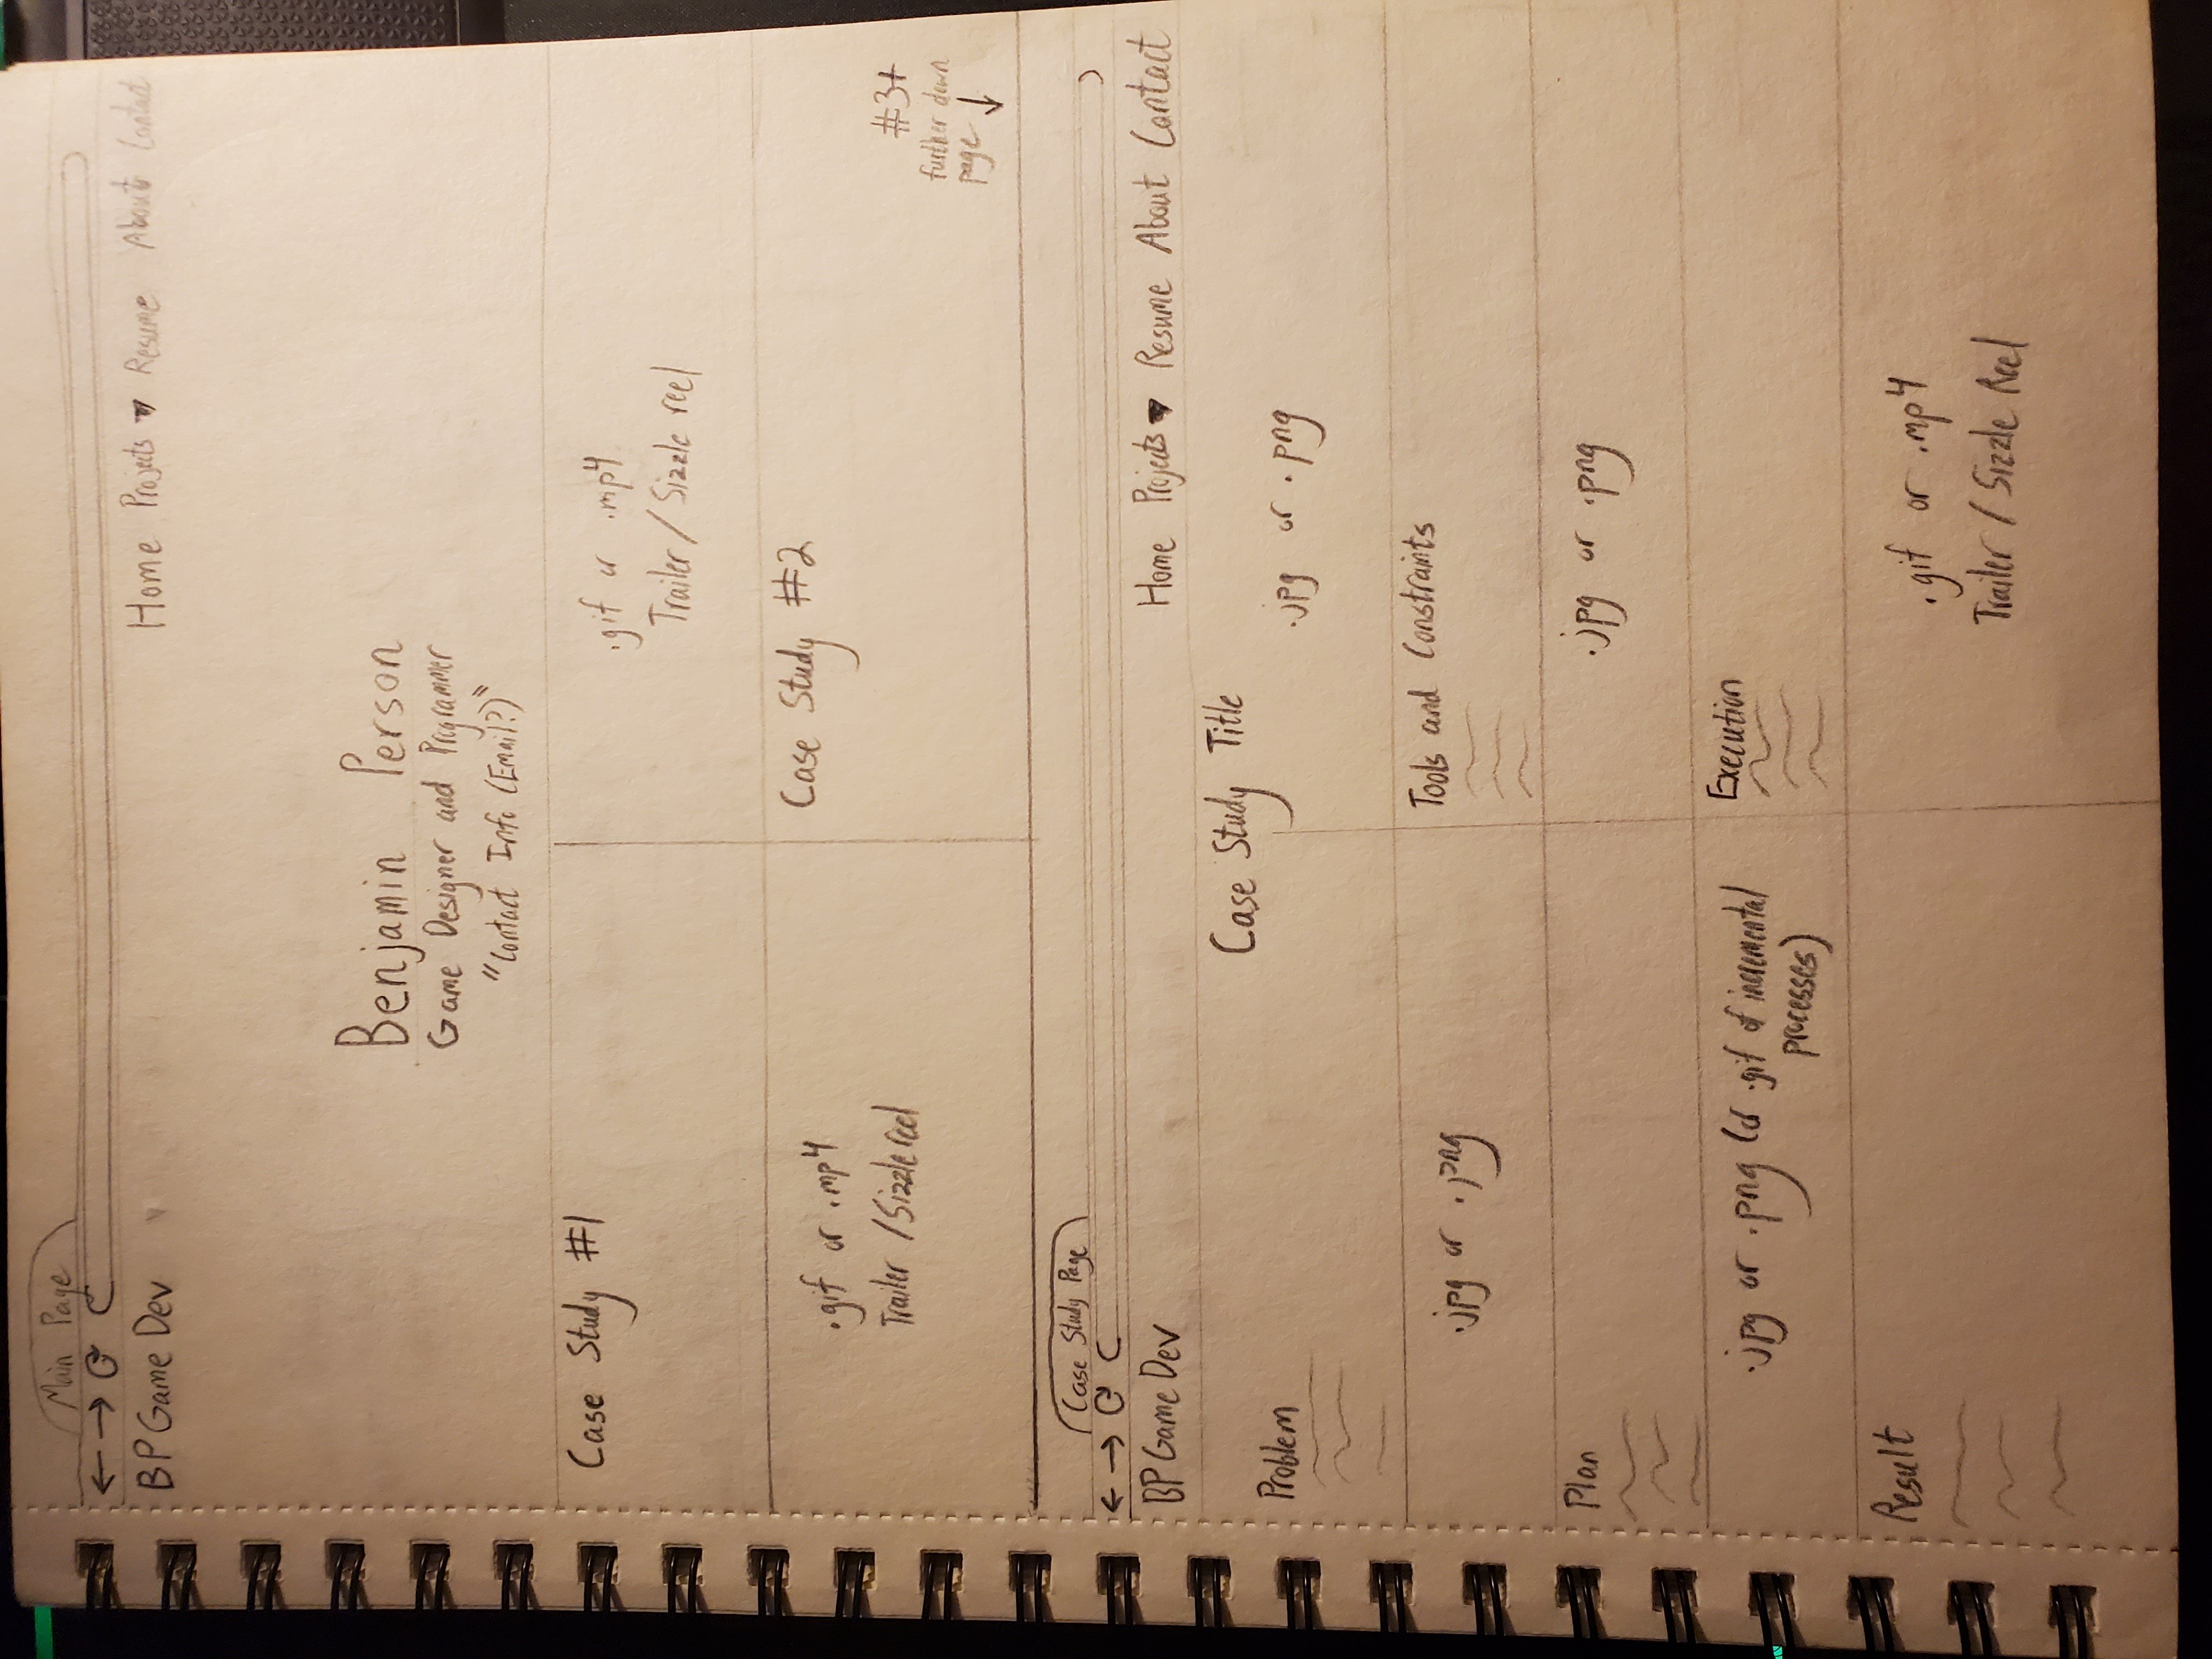 Main Page
BP Game Dev
Home Projects Resume About Contact
Benjamin Person
Game Designer and Programmer
"Contact Info (Email?)"
Case Study #1
.gif or .mp4
Trailer / Sizzle reel
.gif or .mp4
Trailer / Sizzle reel
Case Study #2
#3+
further down
page
Case Study Page
BP Game Dev
Home Projects Resume About Contact
Case Study Title
Problem
.jpg or .png
.jpg or .png
Tools and Constraints
Plan
.jpg or .png
.jpg or .png (or .gif of incremental
processes)
Execution
Result
.gif or .mp4
Trailer / Sizzle Reel